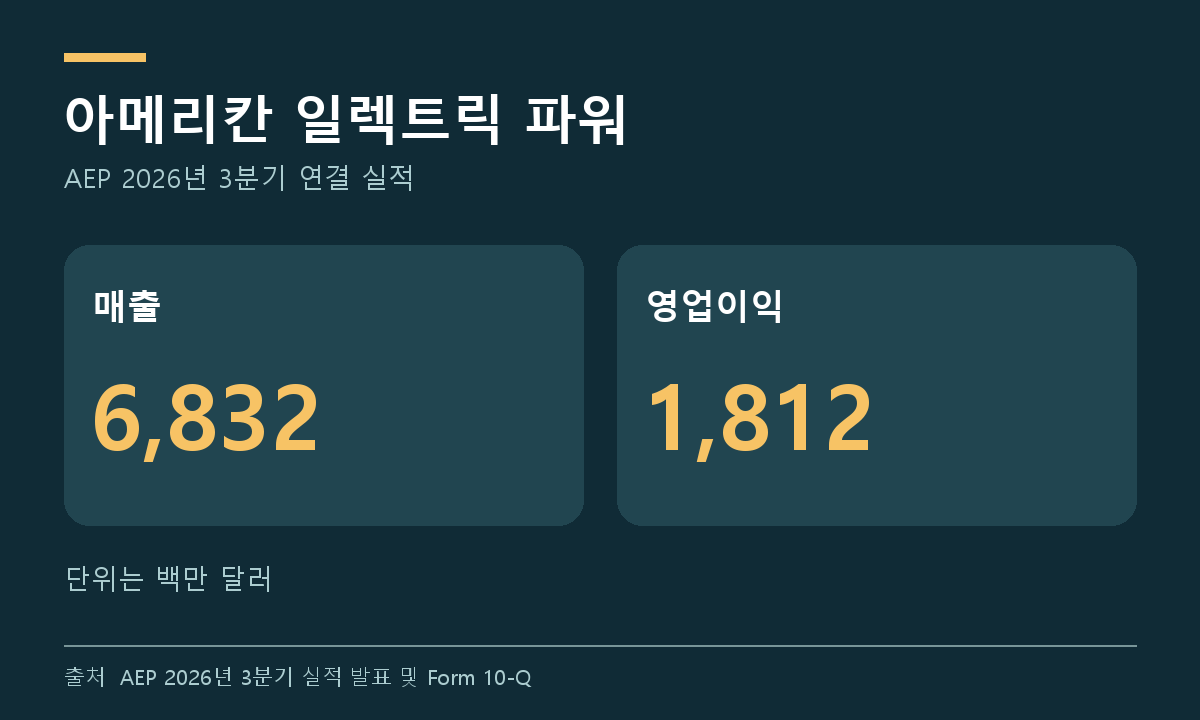 아메리칸 일렉트릭 파워
AEP 2026년 3분기 연결 실적
매출
6,832
영업이익
1,812
단위는 백만 달러
출처 AEP 2026년 3분기 실적 발표 및 Form 10-Q